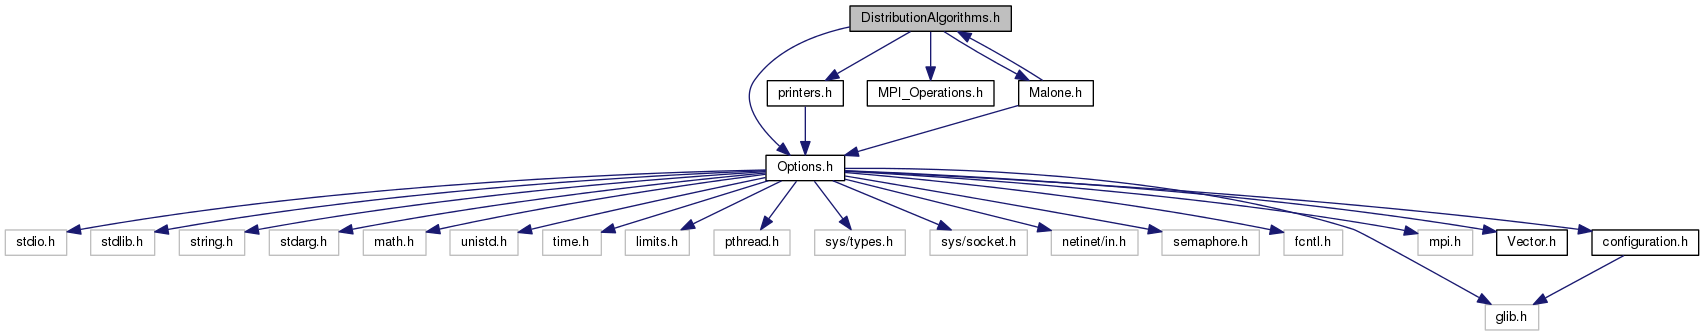 DistributionAlgorithms.h
printers.h
MPI_Operations.h
Malone.h
Options.h
stdio.h
stdlib.h
string.h
stdarg.h
math.h
unistd.h
time.h
limits.h
pthread.h
sys/types.h
sys/socket.h
netinet/in.h
semaphore.h
fcntl.h
mpi.h
Vector.h
configuration.h
glib.h